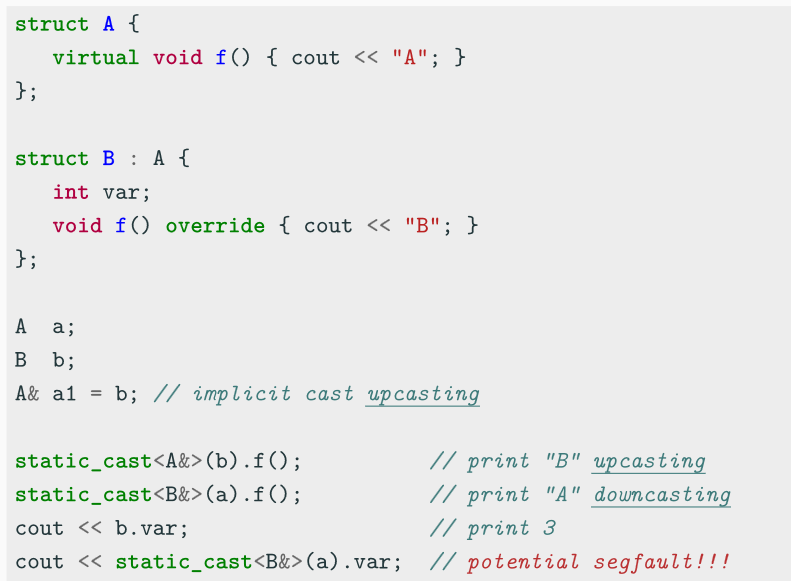 struct A {
   virtual void f() { cout << "A"; }
};

struct B : A {
   int var;
   void f() override { cout << "B"; }
};

A  a;
B  b;
A& a1 = b; // implicit cast upcasting

static_cast<A&>(b).f();          // print "B" upcasting
static_cast<B&>(a).f();          // print "A" downcasting
cout << b.var;                   // print 3
cout << static_cast<B&>(a).var;  // potential segfault!!!